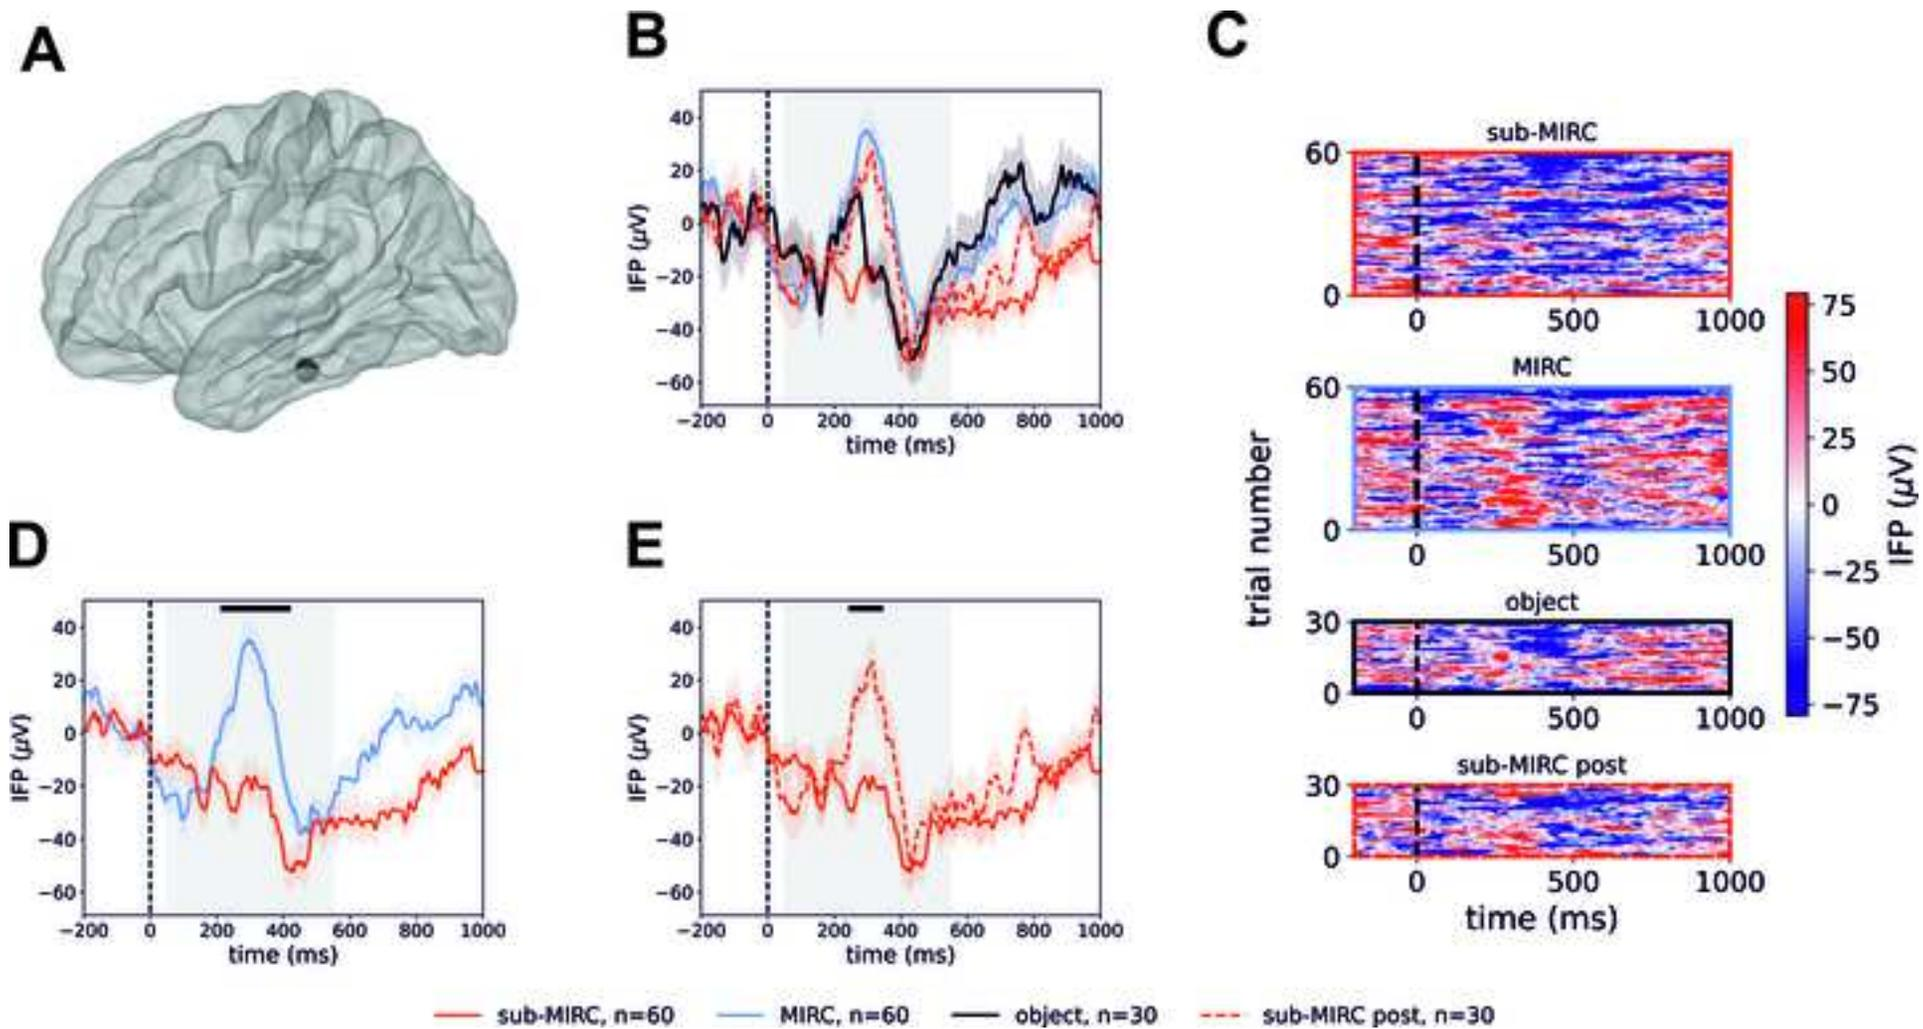 A
B
40
20
0
−20
−40
−60
IFP (μV)
−200 0 200 400 600 800 1000
time (ms)
C
sub-MIRC
60
0
0 500 1000
MIRC
60
0
0 500 1000
object
30
0
0 500 1000
sub-MIRC post
30
0
0 500 1000
time (ms)
trial number
75
50
25
0
−25
−50
−75
IFP (μV)
D
40
20
0
−20
−40
−60
IFP (μV)
−200 0 200 400 600 800 1000
time (ms)
E
40
20
0
−20
−40
−60
IFP (μV)
−200 0 200 400 600 800 1000
time (ms)
sub-MIRC, n=60 MIRC, n=60 object, n=30 sub-MIRC post, n=30